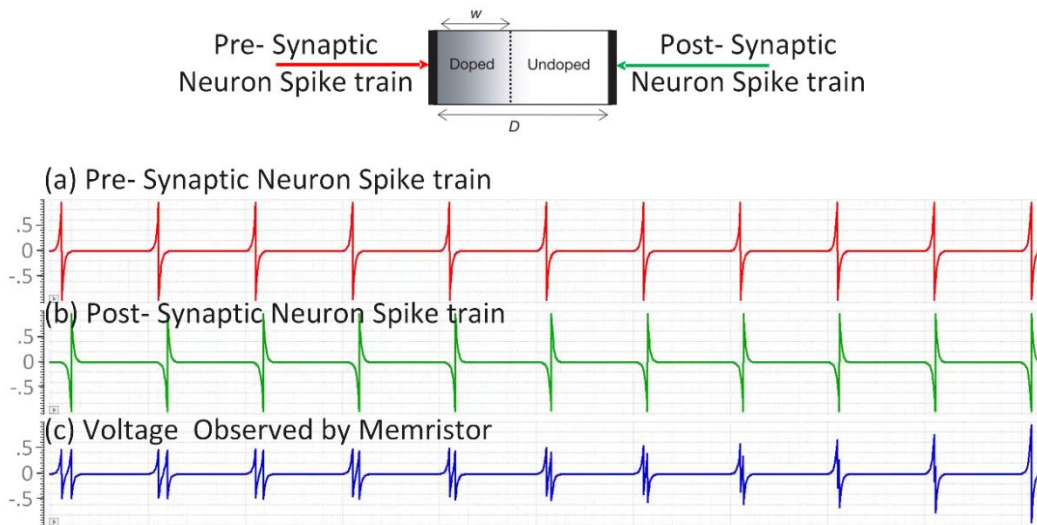 w
Pre- Synaptic
Neuron Spike train
Doped
Undoped
Post- Synaptic
Neuron Spike train
D
(a) Pre- Synaptic Neuron Spike train
.5
0
-.5
(b) Post- Synaptic Neuron Spike train
.5
0
-.5
(c) Voltage Observed by Memristor
.5
0
-.5